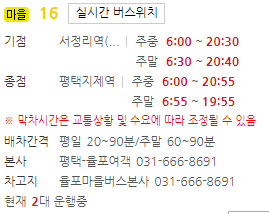 마을 16 실시간 버스위치
기점 서정리역(... | 주중 6:00 ~ 20:30
주말 6:30 ~ 20:40
종점 평택지제역 | 주중 6:00 ~ 20:55
주말 6:55 ~ 19:55
※ 막차시간은 교통상황 및 수요에 따라 조정될 수 있음
배차간격 평일 20~90분/주말 60~90분
본사 평택-율포여객 031-666-8691
차고지 율포마을버스본사 031-666-8691
현재 2대 운행중